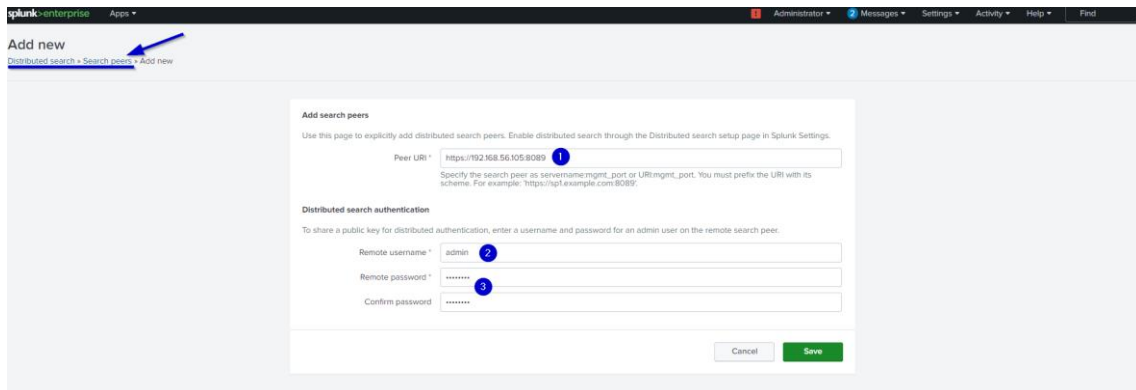 splunk>enterprise Apps ▾ ! Administrator ▾ 2 Messages ▾ Settings ▾ Activity ▾ Help ▾ Find
Add new
Distributed search » Search peers » Add new
Add search peers
Use this page to explicitly add distributed search peers. Enable distributed search through the Distributed search setup page in Splunk Settings.
Peer URI * https://192.168.56.105:8089 1
Specify the search peer as servername:mgmt_port or URI:mgmt_port. You must prefix the URI with its
scheme. For example: 'https://sp1.example.com:8089'.
Distributed search authentication
To share a public key for distributed authentication, enter a username and password for an admin user on the remote search peer.
Remote username * admin 2
Remote password * ••••••••
3
Confirm password ••••••••
Cancel Save